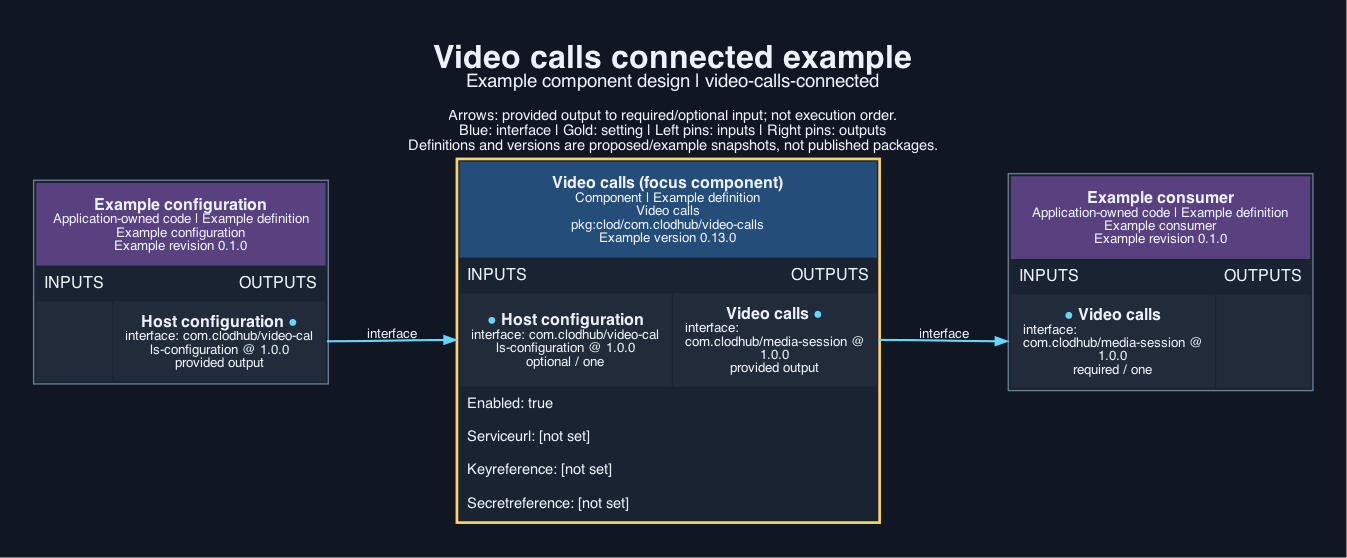 Video calls connected example
Example component design | video-calls-connected
Arrows: provided output to required/optional input; not execution order.
Blue: interface | Gold: setting | Left pins: inputs | Right pins: outputs
Definitions and versions are proposed/example snapshots, not published packages.
Example configuration
Application-owned code | Example definition
Example configuration
Example revision 0.1.0
INPUTS
OUTPUTS
Host configuration
interface: com.clodhub/video-cal
ls-configuration @ 1.0.0
provided output
interface
Video calls (focus component)
Component | Example definition
Video calls
pkg:clod/com.clodhub/video-calls
Example version 0.13.0
INPUTS
OUTPUTS
Host configuration
interface: com.clodhub/video-cal
ls-configuration @ 1.0.0
optional / one
Video calls
interface:
com.clodhub/media-session @
1.0.0
provided output
Enabled: true
Serviceurl: [not set]
Keyreference: [not set]
Secretreference: [not set]
interface
Example consumer
Application-owned code | Example definition
Example consumer
Example revision 0.1.0
INPUTS
OUTPUTS
Video calls
interface:
com.clodhub/media-session @
1.0.0
required / one